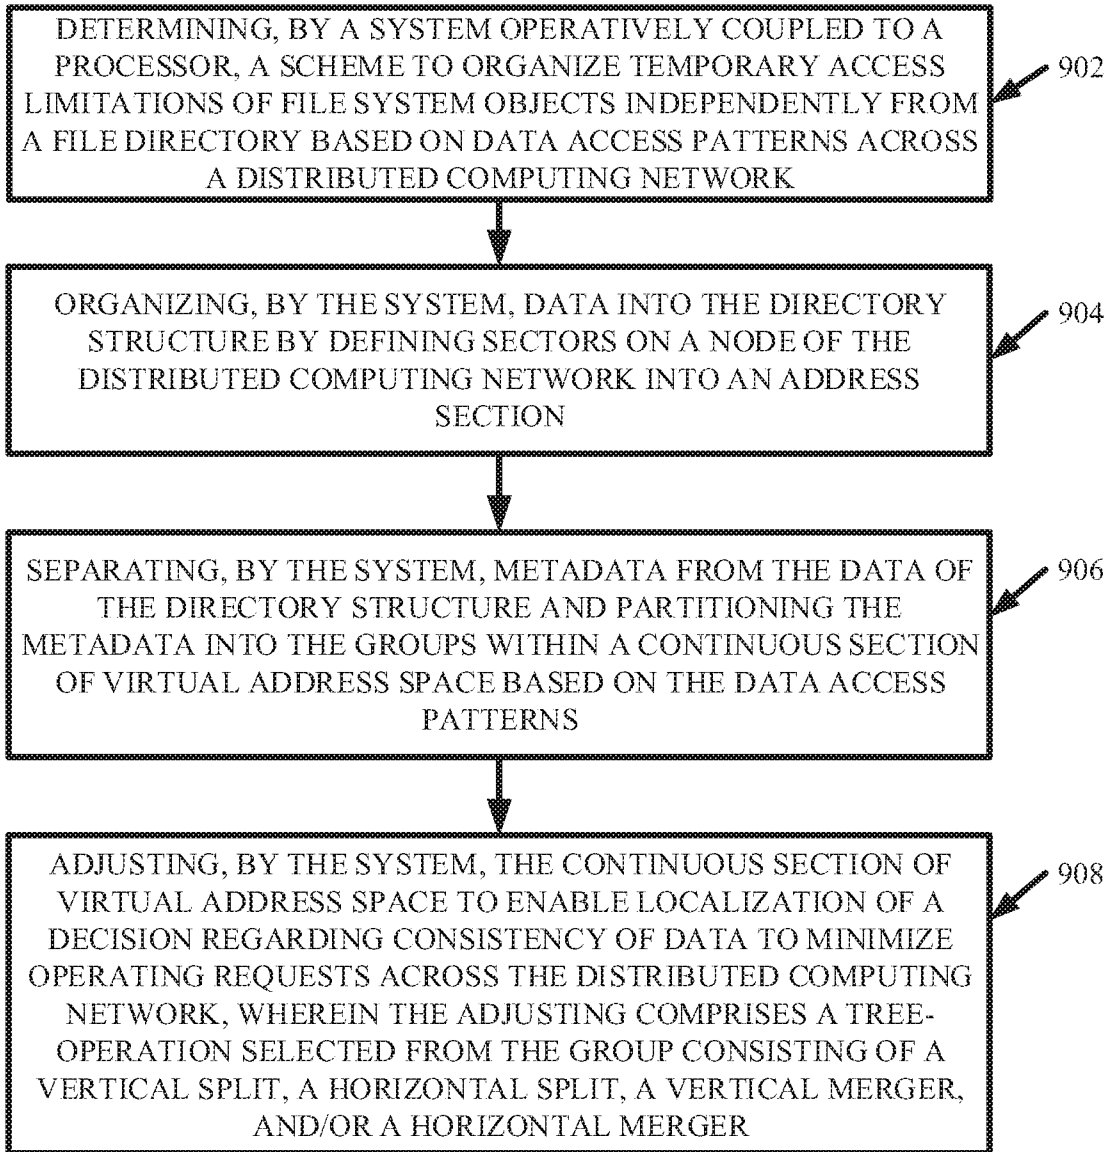 DETERMINING, BY A SYSTEM OPERATIVELY COUPLED TO A
PROCESSOR, A SCHEME TO ORGANIZE TEMPORARY ACCESS
LIMITATIONS OF FILE SYSTEM OBJECTS INDEPENDENTLY FROM
A FILE DIRECTORY BASED ON DATA ACCESS PATTERNS ACROSS
A DISTRIBUTED COMPUTING NETWORK
902
ORGANIZING, BY THE SYSTEM, DATA INTO THE DIRECTORY
STRUCTURE BY DEFINING SECTORS ON A NODE OF THE
DISTRIBUTED COMPUTING NETWORK INTO AN ADDRESS
SECTION
904
SEPARATING, BY THE SYSTEM, METADATA FROM THE DATA OF
THE DIRECTORY STRUCTURE AND PARTITIONING THE
METADATA INTO THE GROUPS WITHIN A CONTINUOUS SECTION
OF VIRTUAL ADDRESS SPACE BASED ON THE DATA ACCESS
PATTERNS
906
ADJUSTING, BY THE SYSTEM, THE CONTINUOUS SECTION OF
VIRTUAL ADDRESS SPACE TO ENABLE LOCALIZATION OF A
DECISION REGARDING CONSISTENCY OF DATA TO MINIMIZE
OPERATING REQUESTS ACROSS THE DISTRIBUTED COMPUTING
NETWORK, WHEREIN THE ADJUSTING COMPRISES A TREE-
OPERATION SELECTED FROM THE GROUP CONSISTING OF A
VERTICAL SPLIT, A HORIZONTAL SPLIT, A VERTICAL MERGER,
AND/OR A HORIZONTAL MERGER
908